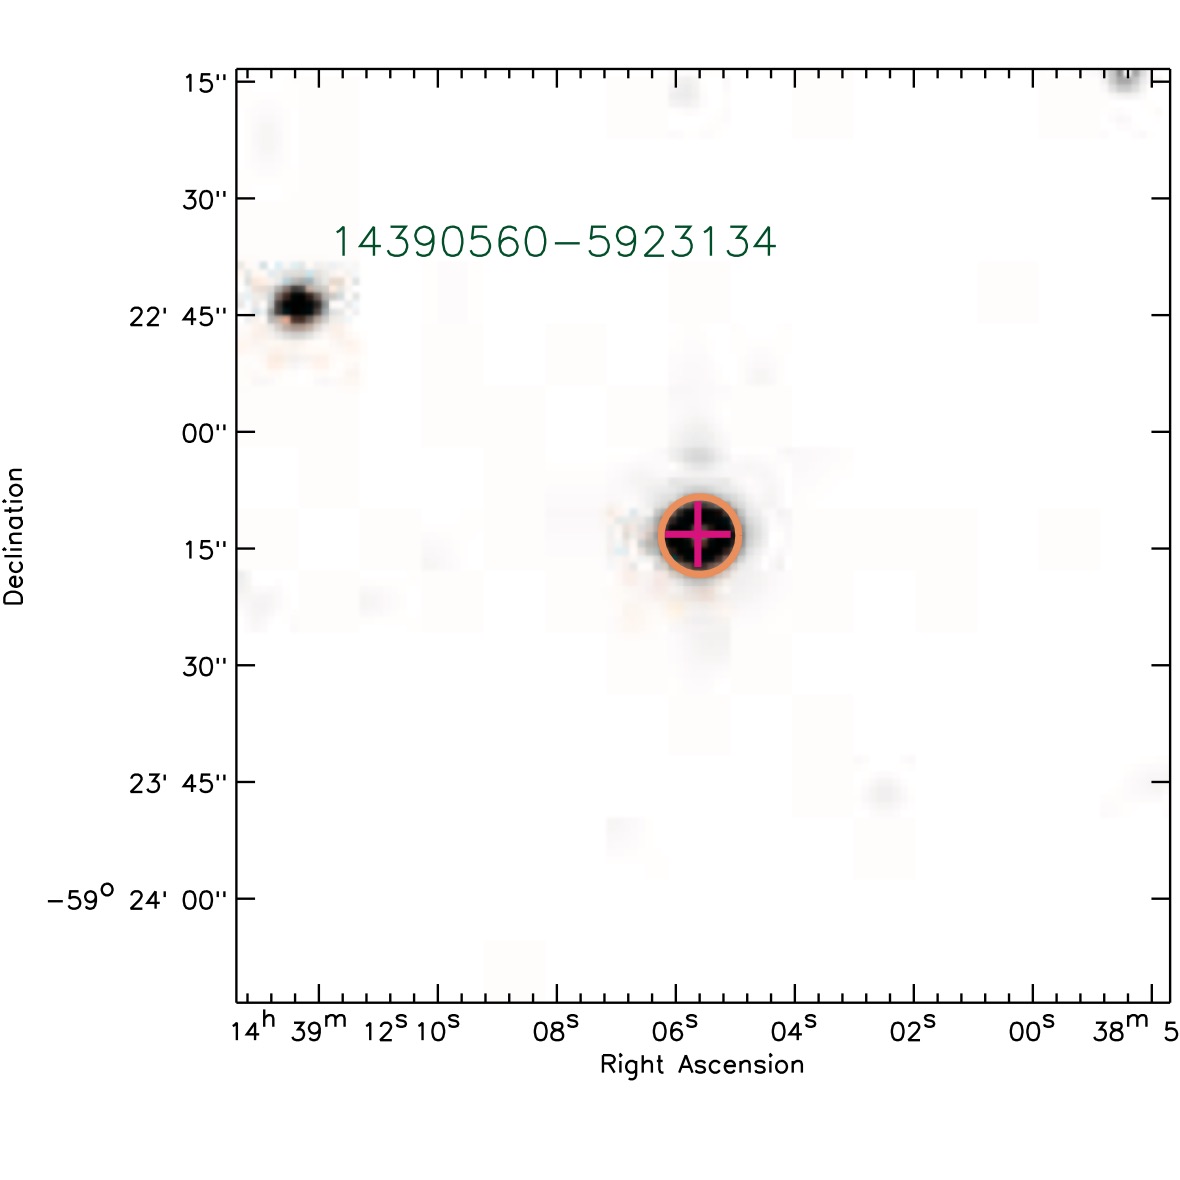 15"
30"
14390560-5923134
22' 45"
00"
15"
30"
23' 45"
-59° 24' 00"
Declination
14ʰ 39ᵐ 12ˢ 10ˢ 08ˢ 06ˢ 04ˢ 02ˢ 00ˢ 38ᵐ 5
Right Ascension